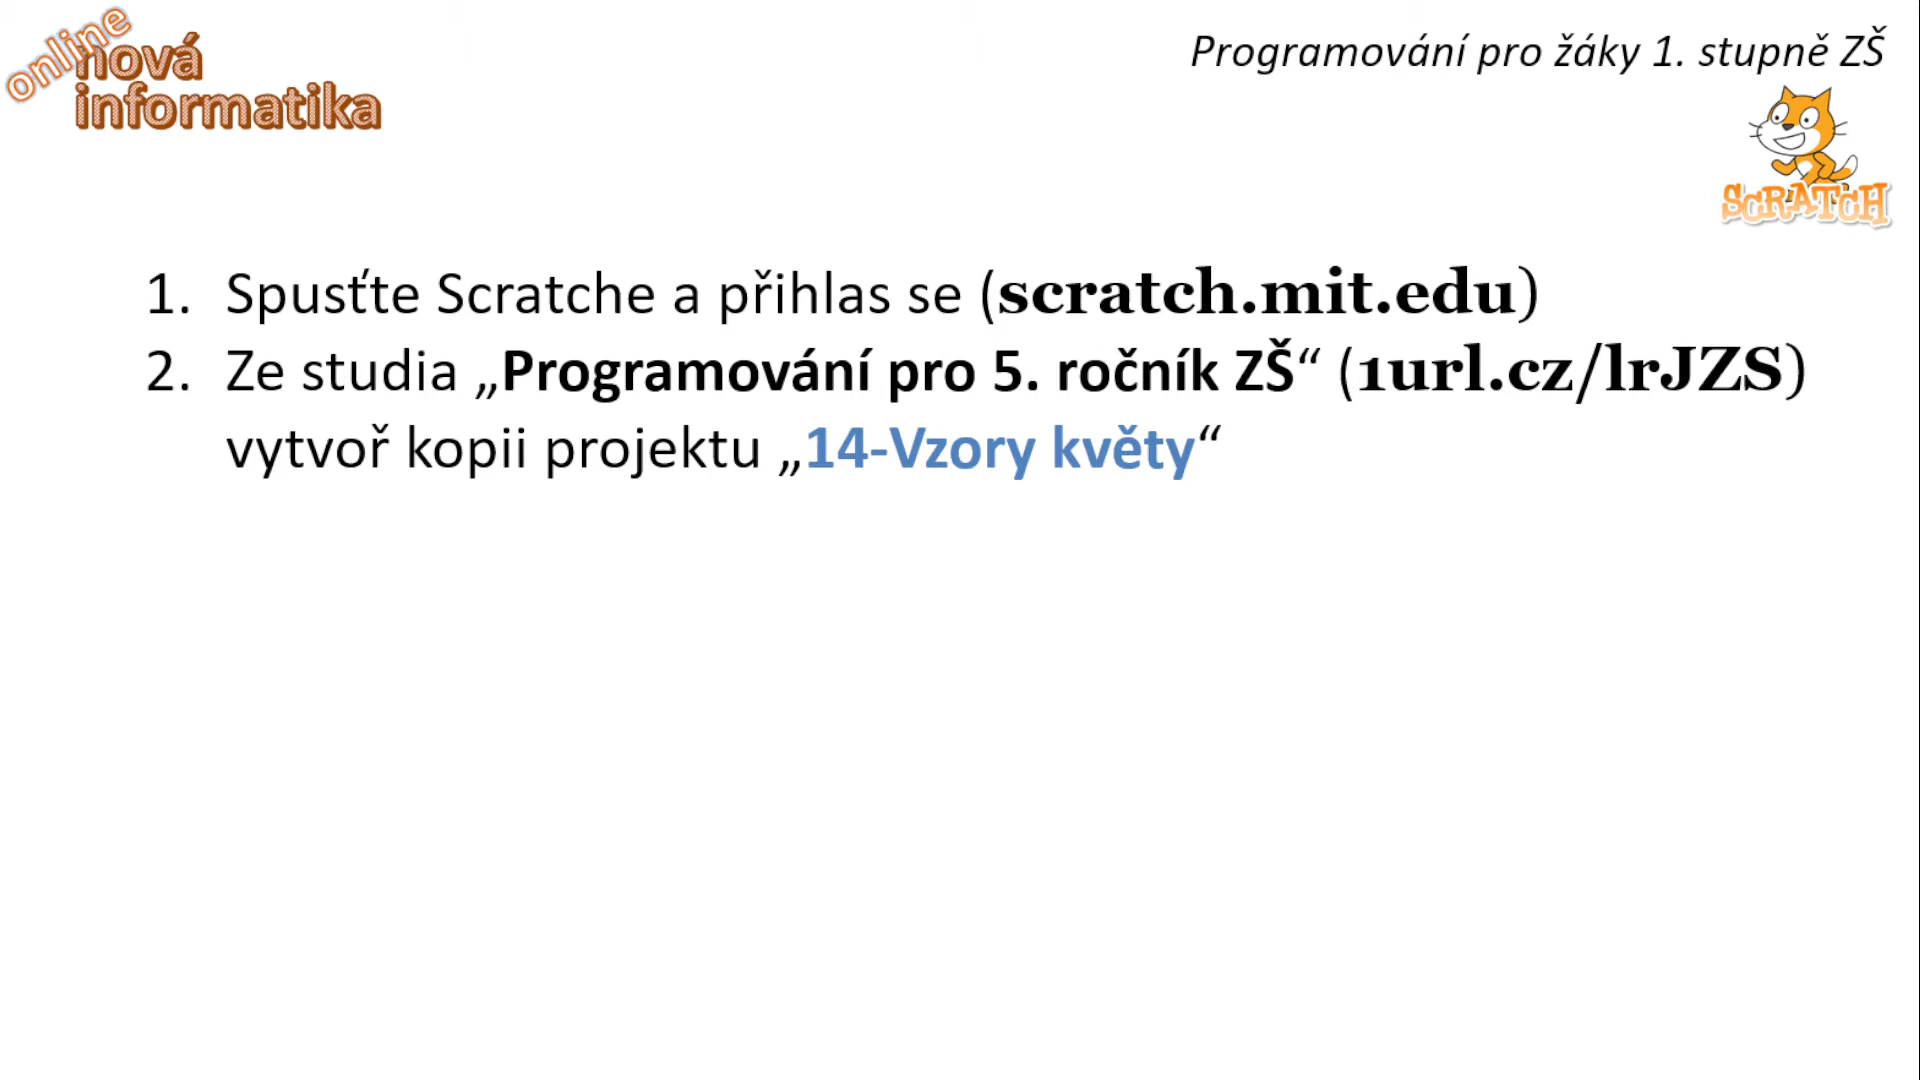 online
nová
informatika
Programování pro žáky 1. stupně ZŠ
SCRATCH
1. Spusťte Scratche a přihlas se (scratch.mit.edu)
2. Ze studia „Programování pro 5. ročník ZŠ“ (1url.cz/lrJZS)
vytvoř kopii projektu „14-Vzory květy“